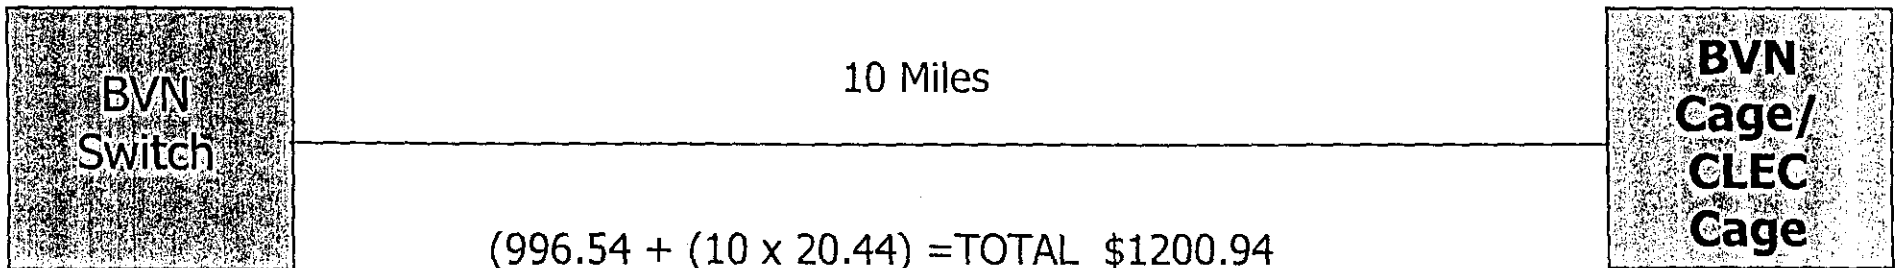 BVN
Switch
10 Miles
BVN
Cage/
CLEC
Cage
(996.54 + (10 x 20.44) =TOTAL $1200.94